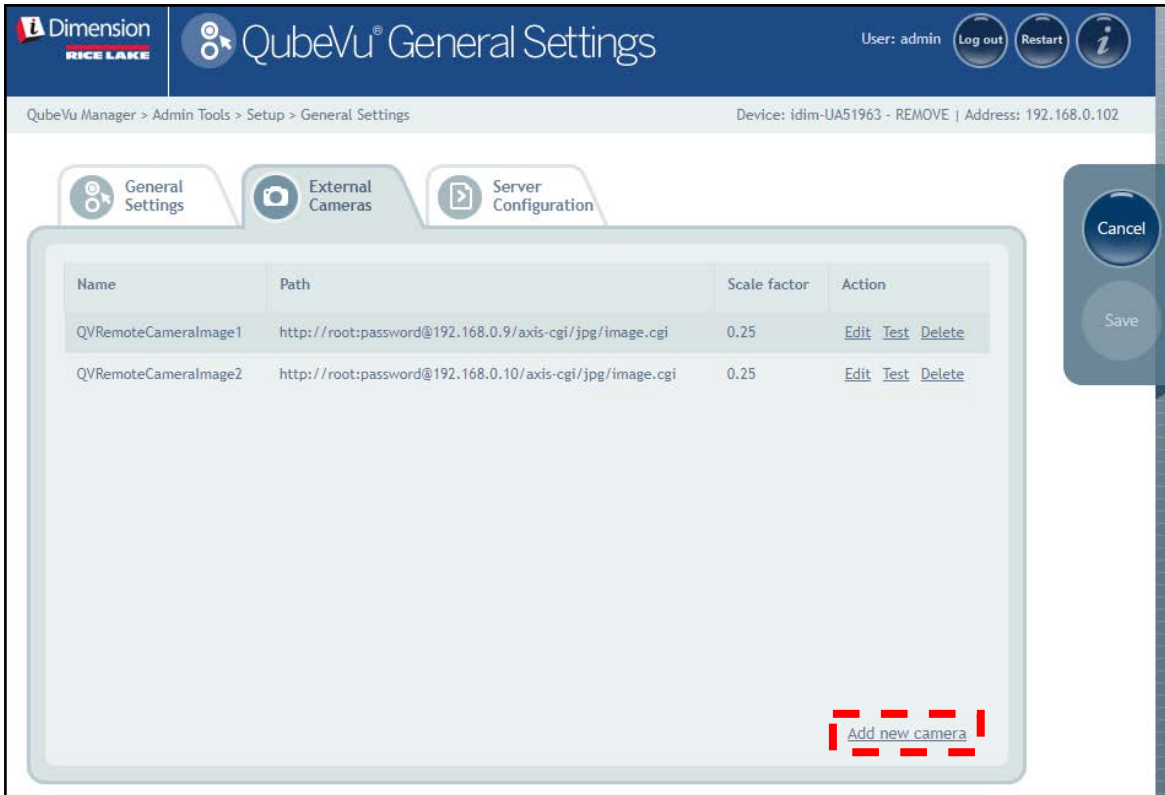 i Dimension
RICE LAKE
QubeVu® General Settings
User: admin
Log out
Restart
i
QubeVu Manager > Admin Tools > Setup > General Settings
Device: idim-UA51963 - REMOVE | Address: 192.168.0.102
General
Settings
External
Cameras
Server
Configuration
Cancel
Save
Name Path Scale factor Action
QVRemoteCameraImage1 http://root:password@192.168.0.9/axis-cgi/jpg/image.cgi 0.25 Edit Test Delete
QVRemoteCameraImage2 http://root:password@192.168.0.10/axis-cgi/jpg/image.cgi 0.25 Edit Test Delete
Add new camera